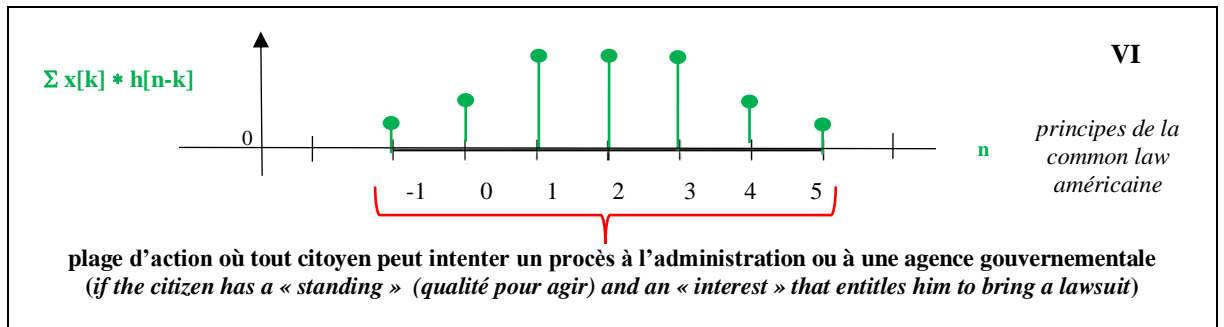 VI
Σ x[k] * h[n-k]
0
n
principes de la
common law
américaine
-1 0 1 2 3 4 5
plage d’action où tout citoyen peut intenter un procès à l’administration ou à une agence gouvernementale
(if the citizen has a « standing » (qualité pour agir) and an « interest » that entitles him to bring a lawsuit)